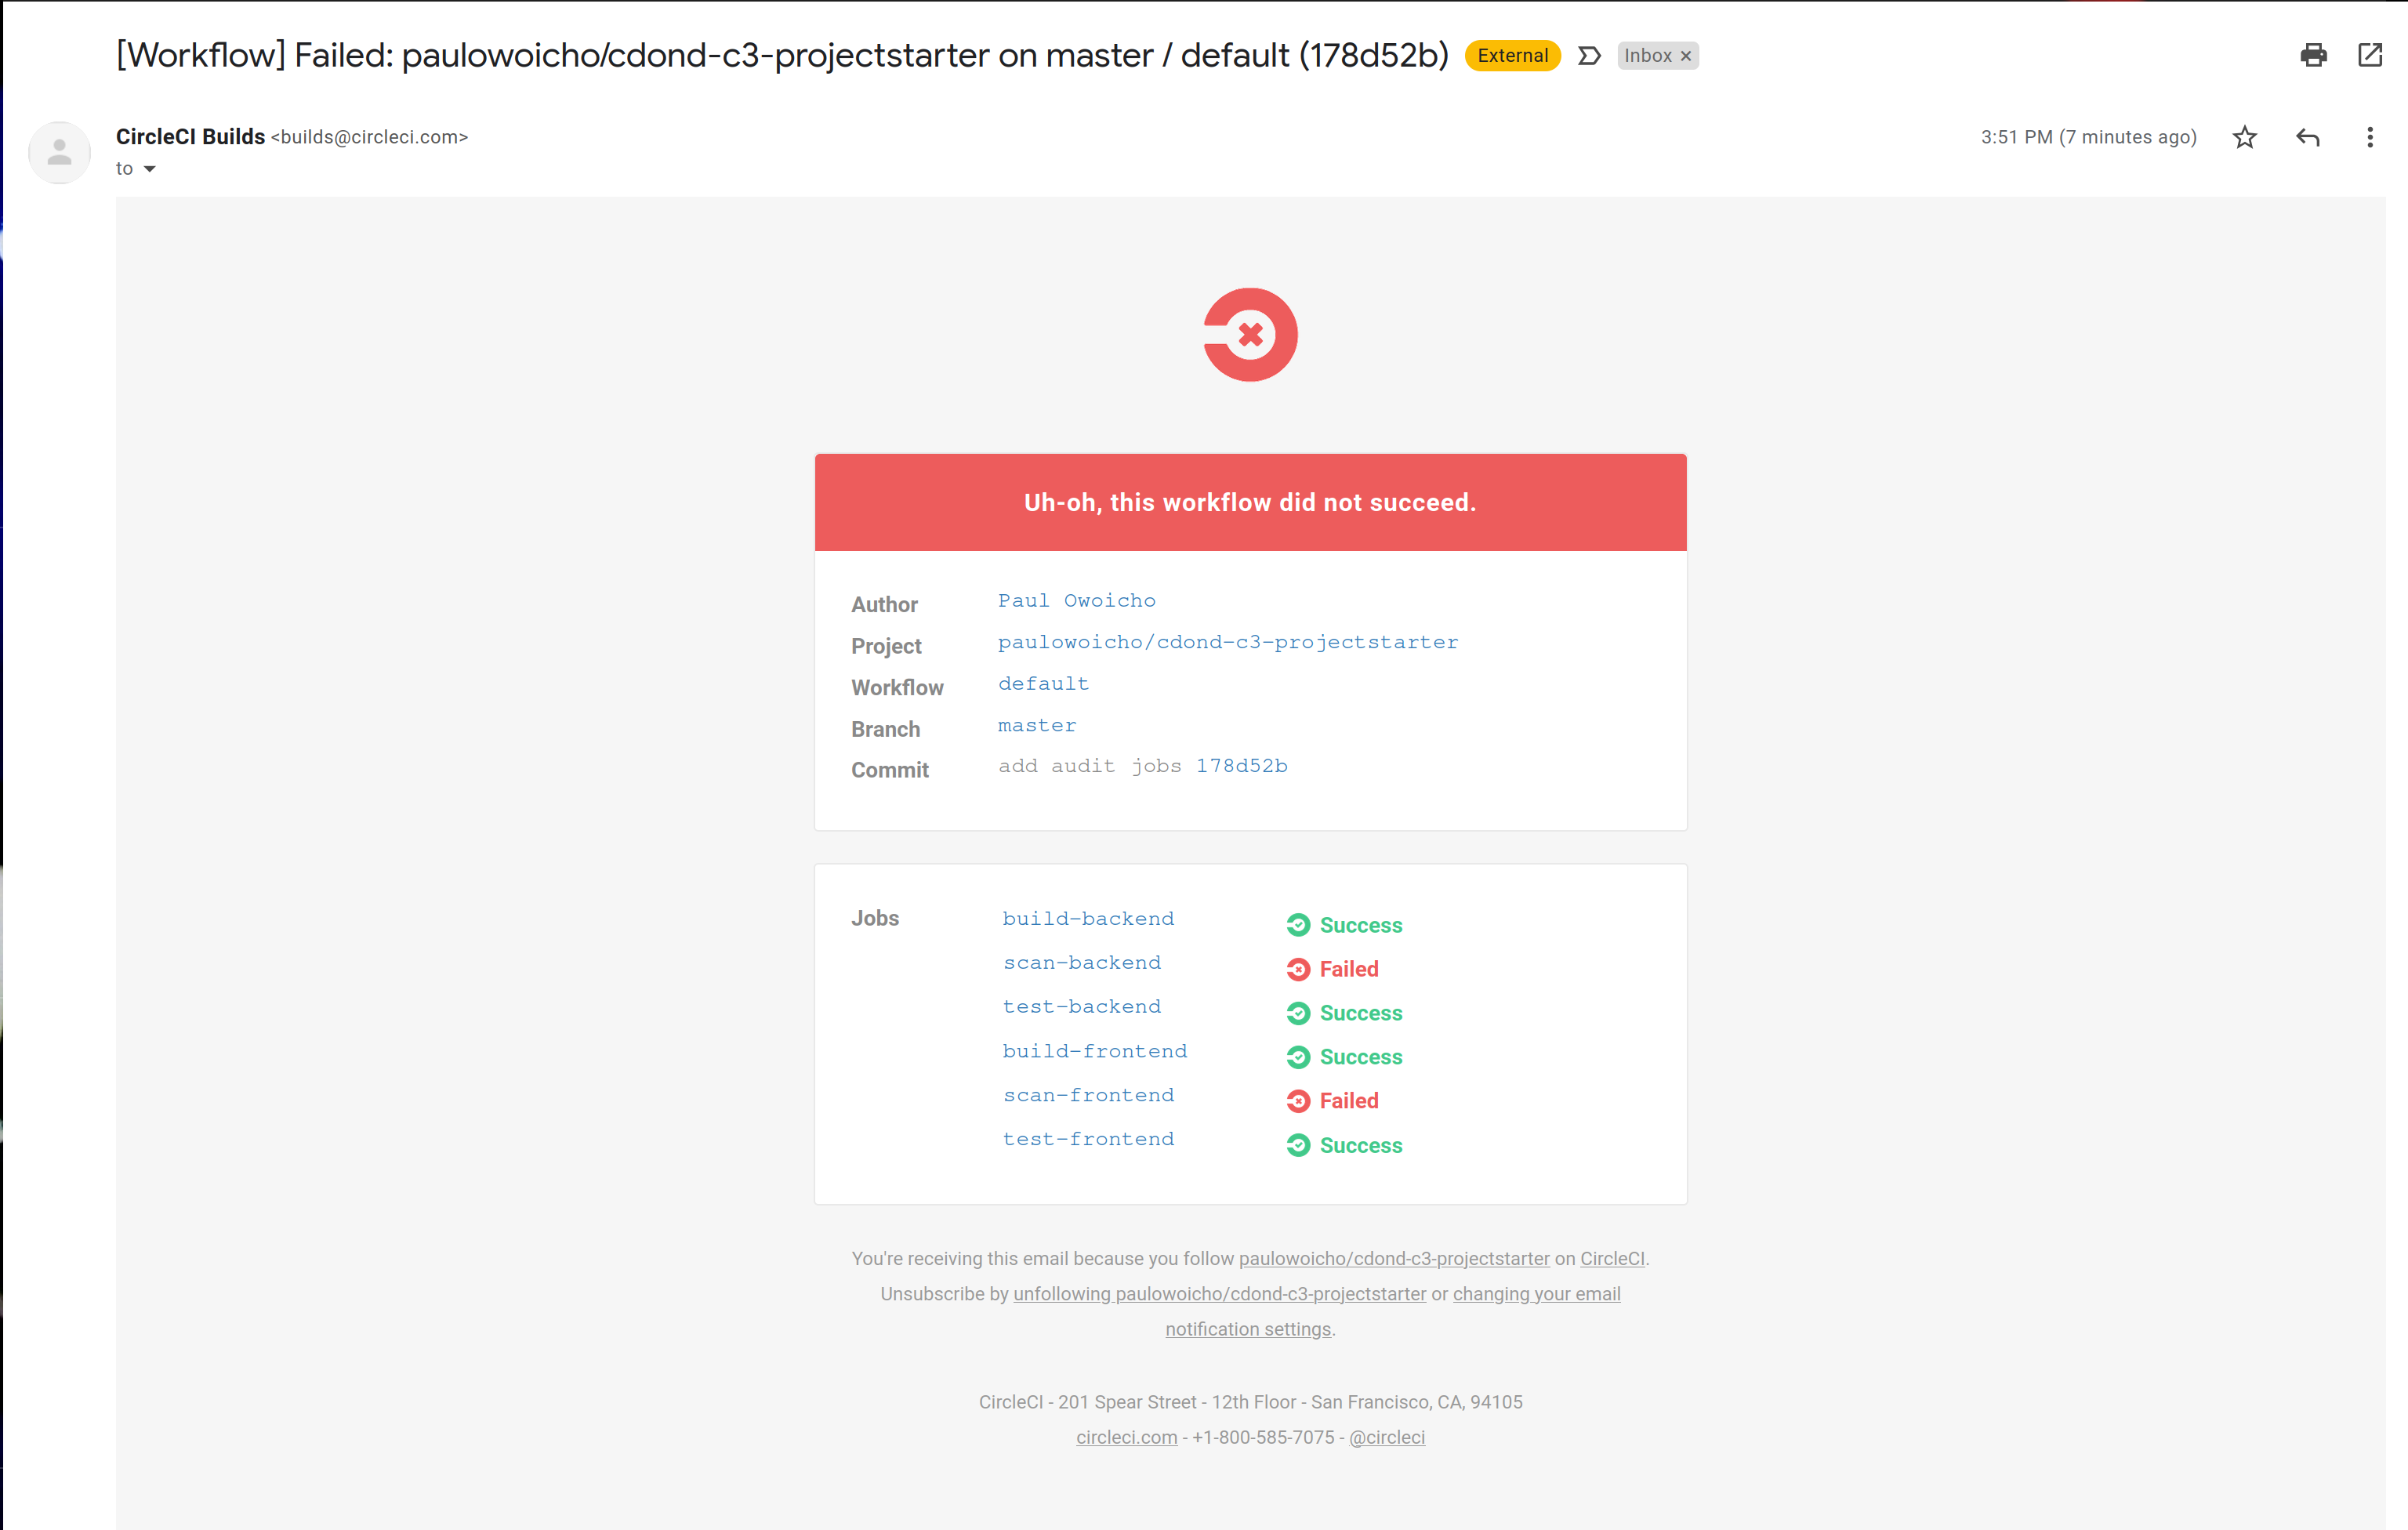 [Workflow] Failed: paulowoicho/cdond-c3-projectstarter on master / default (178d52b) External Inbox ×
CircleCI Builds <builds@circleci.com> 3:51 PM (7 minutes ago)
to
Uh-oh, this workflow did not succeed.
Author Paul Owoicho
Project paulowoicho/cdond-c3-projectstarter
Workflow default
Branch master
Commit add audit jobs 178d52b
Jobs build-backend Success
scan-backend Failed
test-backend Success
build-frontend Success
scan-frontend Failed
test-frontend Success
You're receiving this email because you follow paulowoicho/cdond-c3-projectstarter on CircleCI.
Unsubscribe by unfollowing paulowoicho/cdond-c3-projectstarter or changing your email
notification settings.
CircleCI - 201 Spear Street - 12th Floor - San Francisco, CA, 94105
circleci.com - +1-800-585-7075 - @circleci